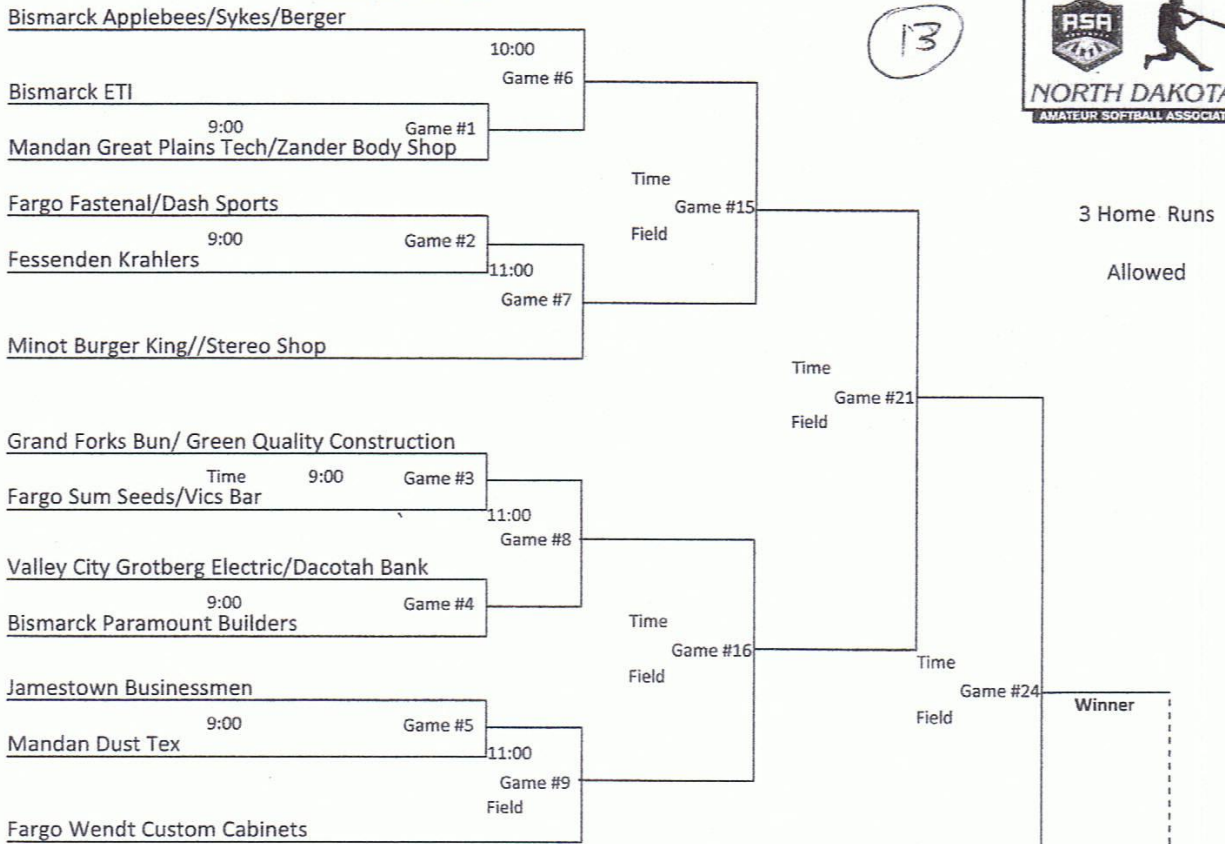 Bismarck Applebees/Sykes/Berger
13
ASA
NORTH DAKOTA
AMATEUR SOFTBALL ASSOCIAT
10:00
Game #6
Bismarck ETI
9:00 Game #1
Mandan Great Plains Tech/Zander Body Shop
Time
Game #15
Field
Fargo Fastenal/Dash Sports
9:00 Game #2
Fessenden Krahlers
11:00
Game #7
3 Home Runs
Allowed
Minot Burger King//Stereo Shop
Time
Game #21
Field
Grand Forks Bun/ Green Quality Construction
Time 9:00 Game #3
Fargo Sum Seeds/Vics Bar
11:00
Game #8
Valley City Grotberg Electric/Dacotah Bank
9:00 Game #4
Bismarck Paramount Builders
Time
Game #16
Field
Time
Game #24
Field
Winner
Jamestown Businessmen
9:00 Game #5
Mandan Dust Tex
11:00
Game #9
Field
Fargo Wendt Custom Cabinets